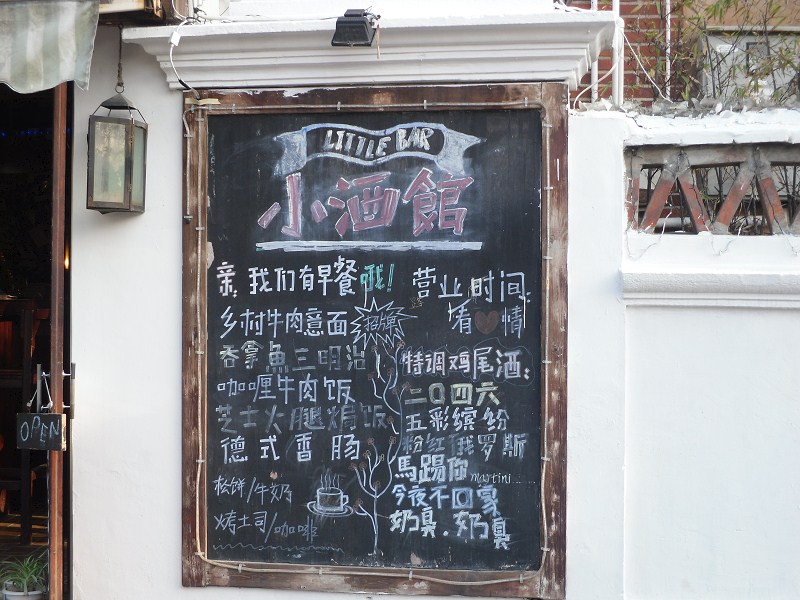 LITTLE BAR
小酒館
亲, 我们有早餐哦!
乡村牛肉意面
招牌
吞拿魚三明治
咖喱牛肉饭
芝士火腿焗饭
德式香肠
松饼/牛奶
烤土司/咖啡
营业时间:
看♥情
特调鸡尾酒:
二〇四六
五彩缤纷
粉红俄罗斯
馬踢你 martini......
今夜不回家
奶臭.奶臭
OPEN